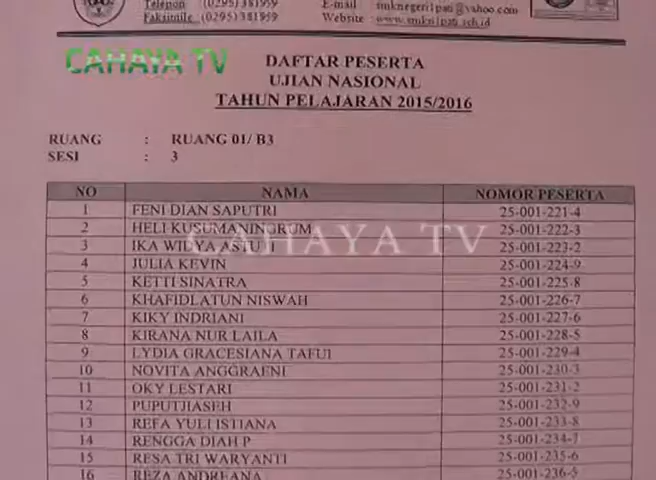 Telepon (0295) 381959
Faksimile (0295) 381959
E-mail : smknegeri1pati@yahoo.com
Website : www.smkn1pati.sch.id
CAHAYA TV
DAFTAR PESERTA
UJIAN NASIONAL
TAHUN PELAJARAN 2015/2016
RUANG : RUANG 01/ B3
SESI : 3
NO NAMA NOMOR PESERTA
1 FENI DIAN SAPUTRI 25-001-221-4
2 HELI KUSUMANINGRUM 25-001-222-3
CAHAYA TV
3 IKA WIDYA ASTUTI 25-001-223-2
4 JULIA KEVIN 25-001-224-9
5 KETTI SINATRA 25-001-225-8
6 KHAFIDLATUN NISWAH 25-001-226-7
7 KIKY INDRIANI 25-001-227-6
8 KIRANA NUR LAILA 25-001-228-5
9 LYDIA GRACESIANA TAFUI 25-001-229-4
10 NOVITA ANGGRAENI 25-001-230-3
11 OKY LESTARI 25-001-231-2
12 PUPUTJIASEH 25-001-232-9
13 REFA YULI ISTIANA 25-001-233-8
14 RENGGA DIAH P 25-001-234-7
15 RESA TRI WARYANTI 25-001-235-6
16 REZA ANDREANA 25-001-236-5